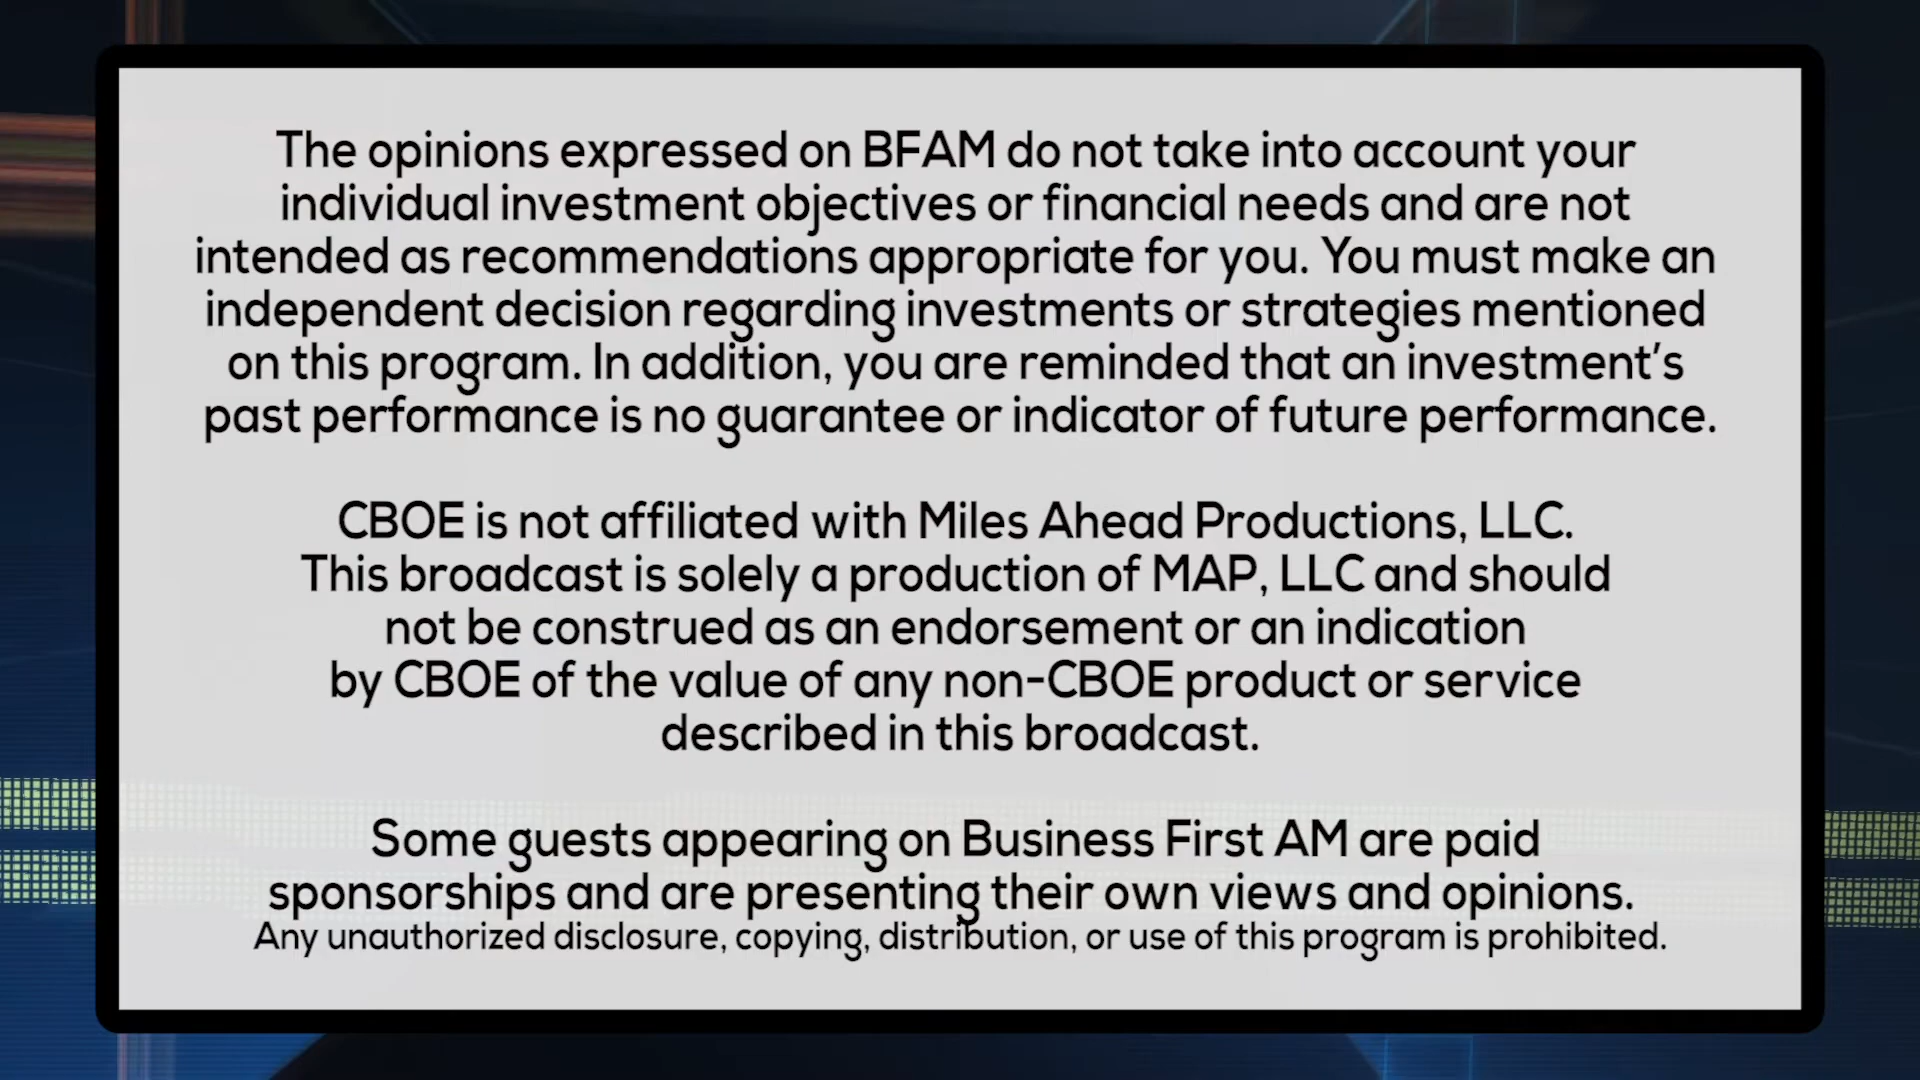 The opinions expressed on BFAM do not take into account your
individual investment objectives or financial needs and are not
intended as recommendations appropriate for you. You must make an
independent decision regarding investments or strategies mentioned
on this program. In addition, you are reminded that an investment’s
past performance is no guarantee or indicator of future performance.
CBOE is not affiliated with Miles Ahead Productions, LLC.
This broadcast is solely a production of MAP, LLC and should
not be construed as an endorsement or an indication
by CBOE of the value of any non-CBOE product or service
described in this broadcast.
Some guests appearing on Business First AM are paid
sponsorships and are presenting their own views and opinions.
Any unauthorized disclosure, copying, distribution, or use of this program is prohibited.